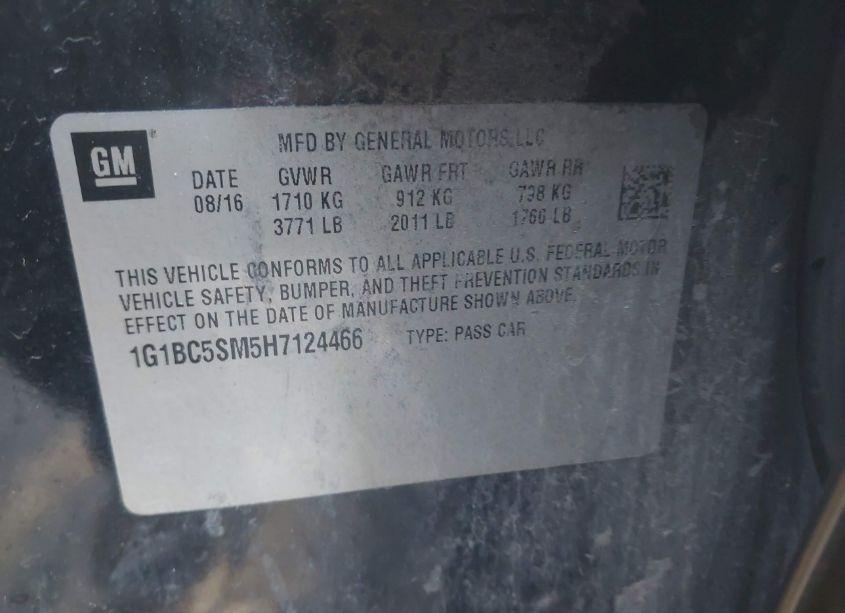 GM®
MFD BY GENERAL MOTORS LLC
DATE GVWR GAWR FRT GAWR RR
08/16 1710 KG 912 KG 798 KG
3771 LB 2011 LB 1760 LB
THIS VEHICLE CONFORMS TO ALL APPLICABLE U.S. FEDERAL MOTOR
VEHICLE SAFETY, BUMPER, AND THEFT PREVENTION STANDARDS IN
EFFECT ON THE DATE OF MANUFACTURE SHOWN ABOVE.
1G1BC5SM5H7124466 TYPE: PASS CAR